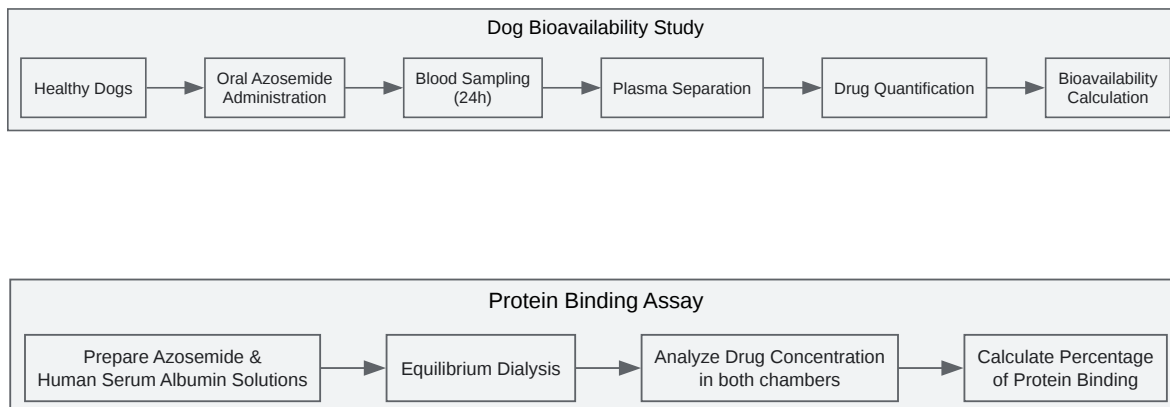 Dog Bioavailability Study
Healthy Dogs
Oral Azosemide
Administration
Blood Sampling
(24h)
Plasma Separation
Drug Quantification
Bioavailability
Calculation
Protein Binding Assay
Prepare Azosemide &
Human Serum Albumin Solutions
Equilibrium Dialysis
Analyze Drug Concentration
in both chambers
Calculate Percentage
of Protein Binding